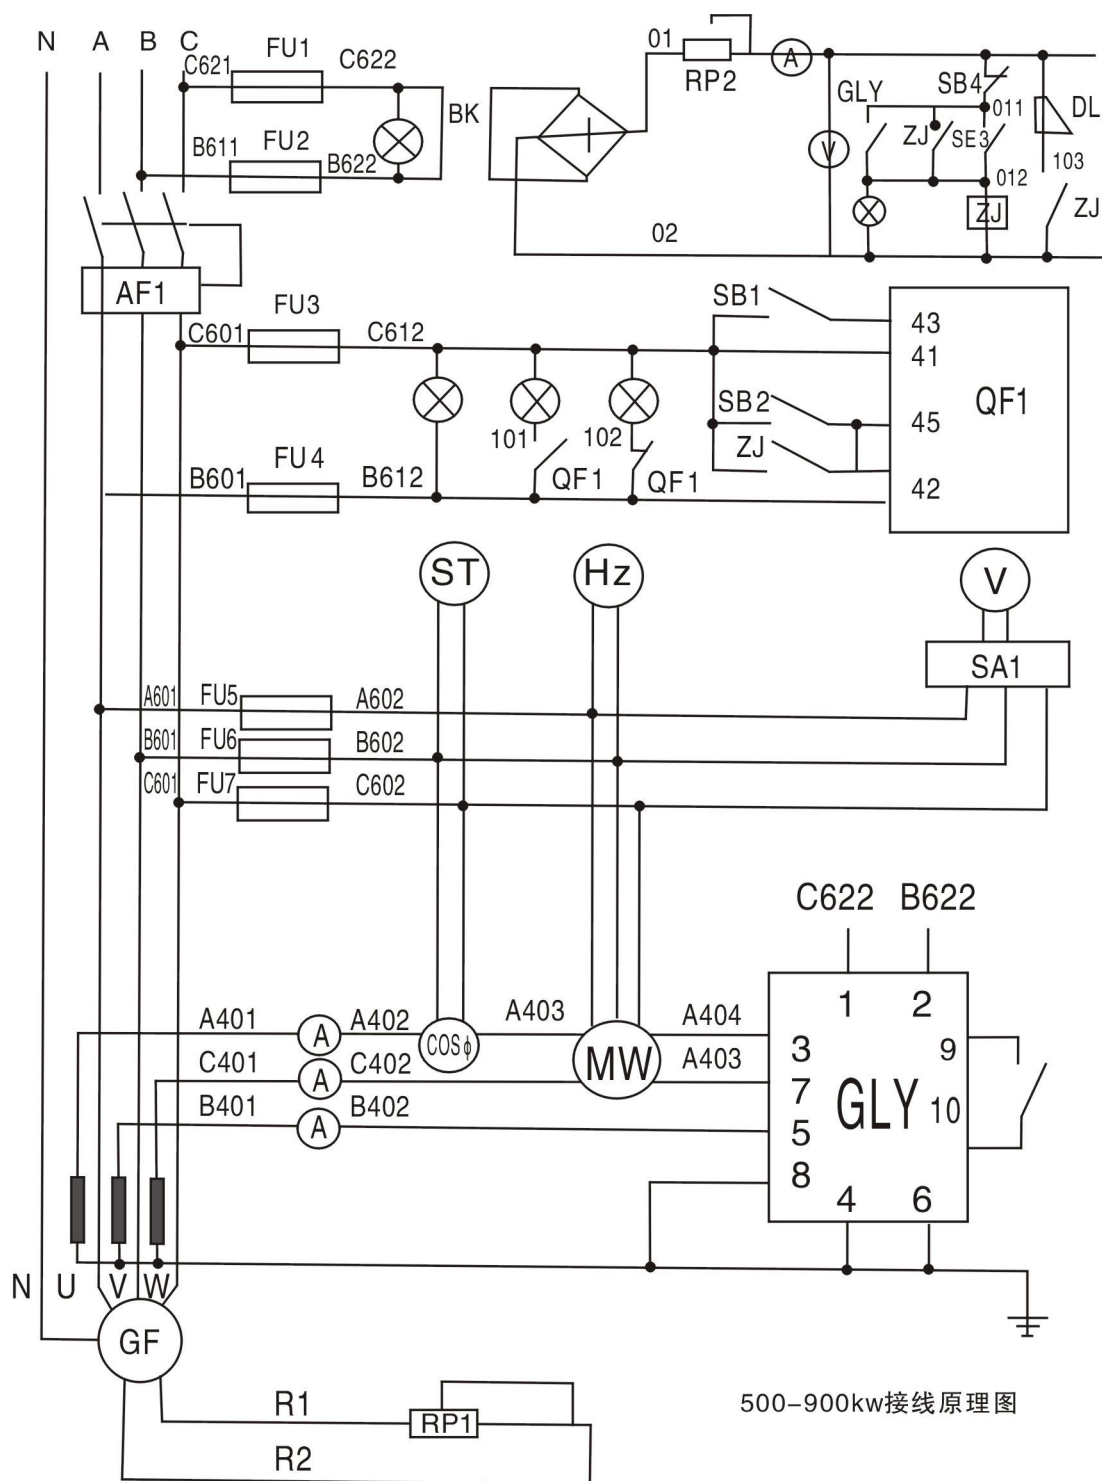 N A B C
C621 FU1 C622
B611 FU2 B622
BK
01
RP2
A
V
GLY
ZJ
SB4
011
SE3
012
ZJ
DL
103
ZJ
02
AF1
C601 FU3 C612
B601 FU4 B612
101
QF1
102
QF1
SB1
SB2
ZJ
43
41
45
42
QF1
ST
Hz
V
SA1
A601 FU5 A602
B601 FU6 B602
C601 FU7 C602
C622 B622
A401 A A402 COSφ A403 MW A404
C401 A C402 A403
B401 A B402
1 2
3
9
7
GLY
10
5
8
4 6
N U V W
GF
R1
RP1
R2
500-900kw接线原理图